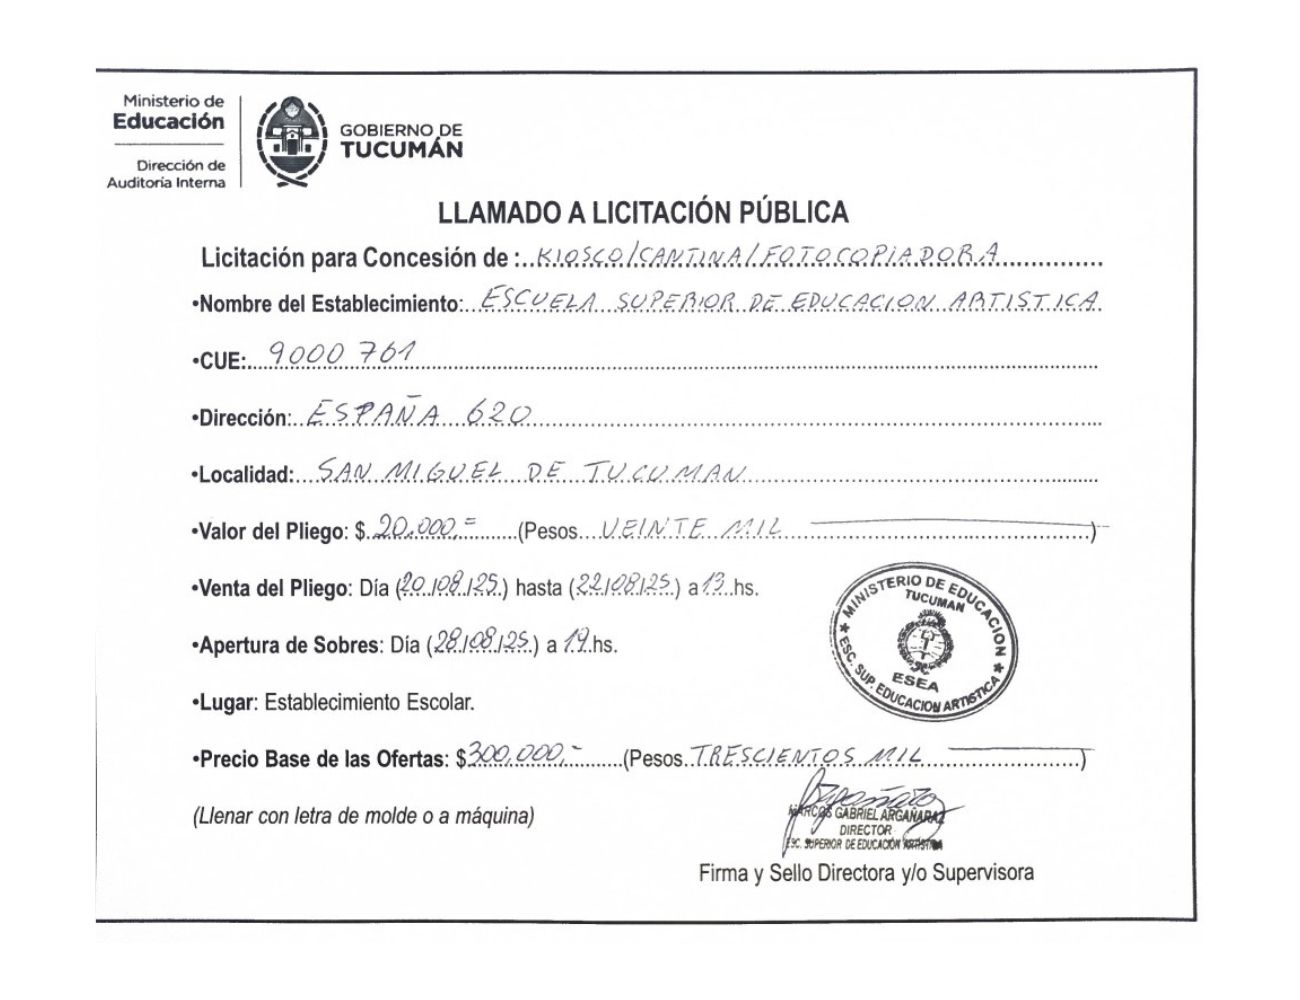 Ministerio de
Educación
Dirección de
Auditoría Interna
GOBIERNO DE
TUCUMÁN
LLAMADO A LICITACIÓN PÚBLICA
Licitación para Concesión de :..KIOSCO/CANTINA/FOTOCOPIADORA
•Nombre del Establecimiento: ESCUELA SUPERIOR DE EDUCACION ARTISTICA
•CUE: 9000761
•Dirección: ESPAÑA 620
•Localidad: SAN MIGUEL DE TUCUMAN
•Valor del Pliego: $ 20.000,= (Pesos VEINTE MIL )
•Venta del Pliego: Día (20/08/25) hasta (22/08/25) a 13 hs.
•Apertura de Sobres: Día (28/08/25) a 19 hs.
•Lugar: Establecimiento Escolar.
•Precio Base de las Ofertas: $300.000,= (Pesos TRESCIENTOS MIL )
(Llenar con letra de molde o a máquina)
★ MINISTERIO DE EDUCACION ★
TUCUMAN
ESEA
ESC. SUP. EDUCACION ARTISTICA
MARCOS GABRIEL ARGAÑARAZ
DIRECTOR
ESC. SUPERIOR DE EDUCACIÓN ARTÍSTICA
Firma y Sello Directora y/o Supervisora